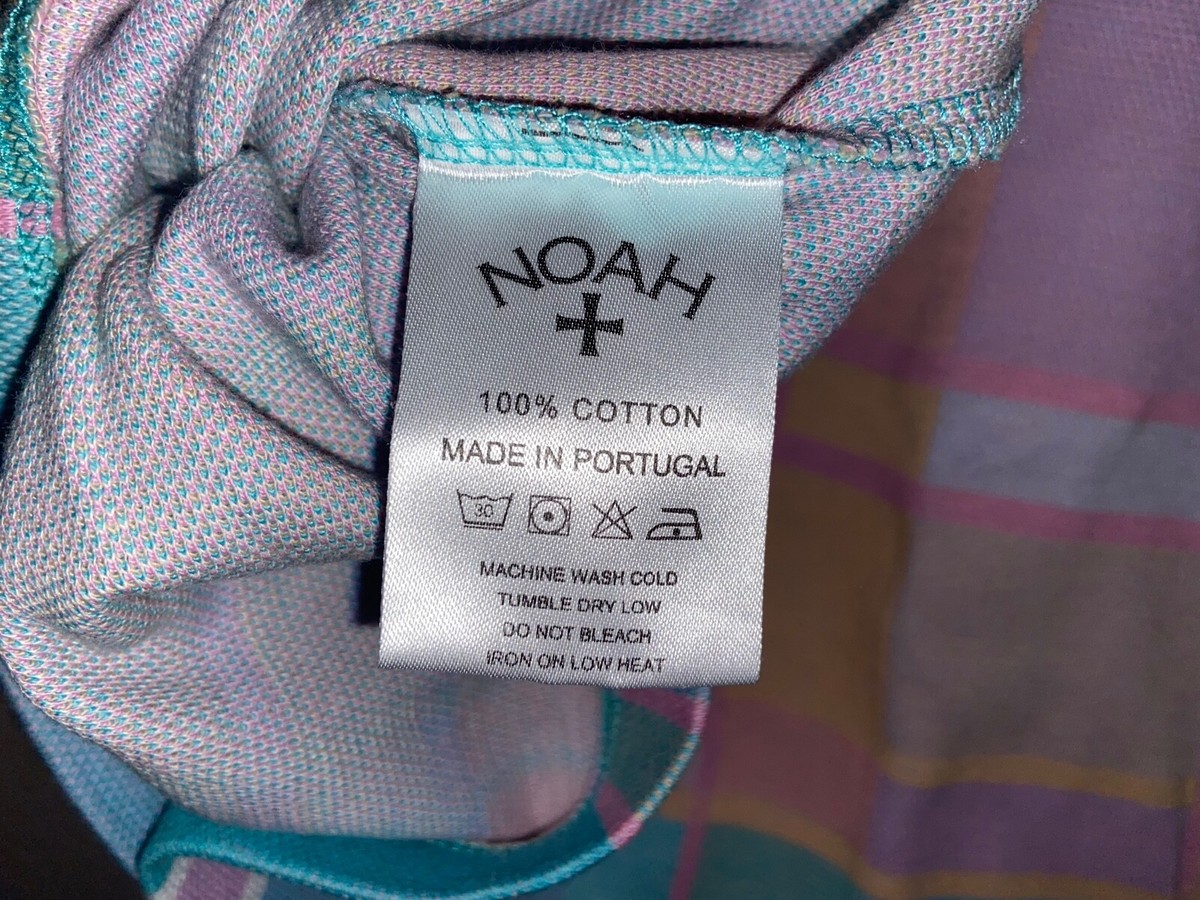 NOAH
100% COTTON
MADE IN PORTUGAL
30
MACHINE WASH COLD
TUMBLE DRY LOW
DO NOT BLEACH
IRON ON LOW HEAT